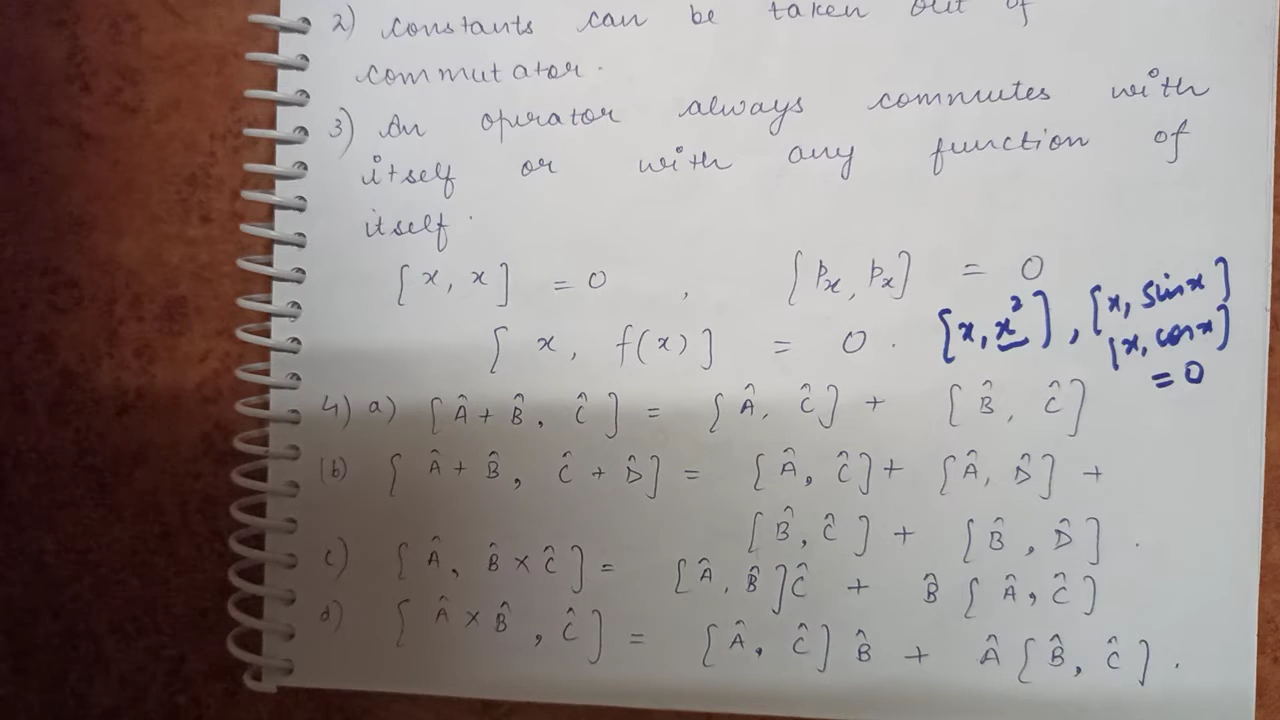 2) constants can be taken out of
commutator.
3) An operator always commutes with
itself or with any function of
itself.
[x, x] = 0 , [px, px] = 0
[x, f(x)] = 0. [x, x²], [x, sinx]
[x, cosx]
= 0
4) a) [Â + B̂, Ĉ] = [Â, Ĉ] + [B̂, Ĉ]
(b) [Â + B̂, Ĉ + D̂] = [Â, Ĉ] + [Â, D̂] +
[B̂, Ĉ] + [B̂, D̂].
c) [Â, B̂ × Ĉ] = [Â, B̂]Ĉ + B̂[Â, Ĉ]
d) [Â × B̂, Ĉ] = [Â, Ĉ]B̂ + Â[B̂, Ĉ].